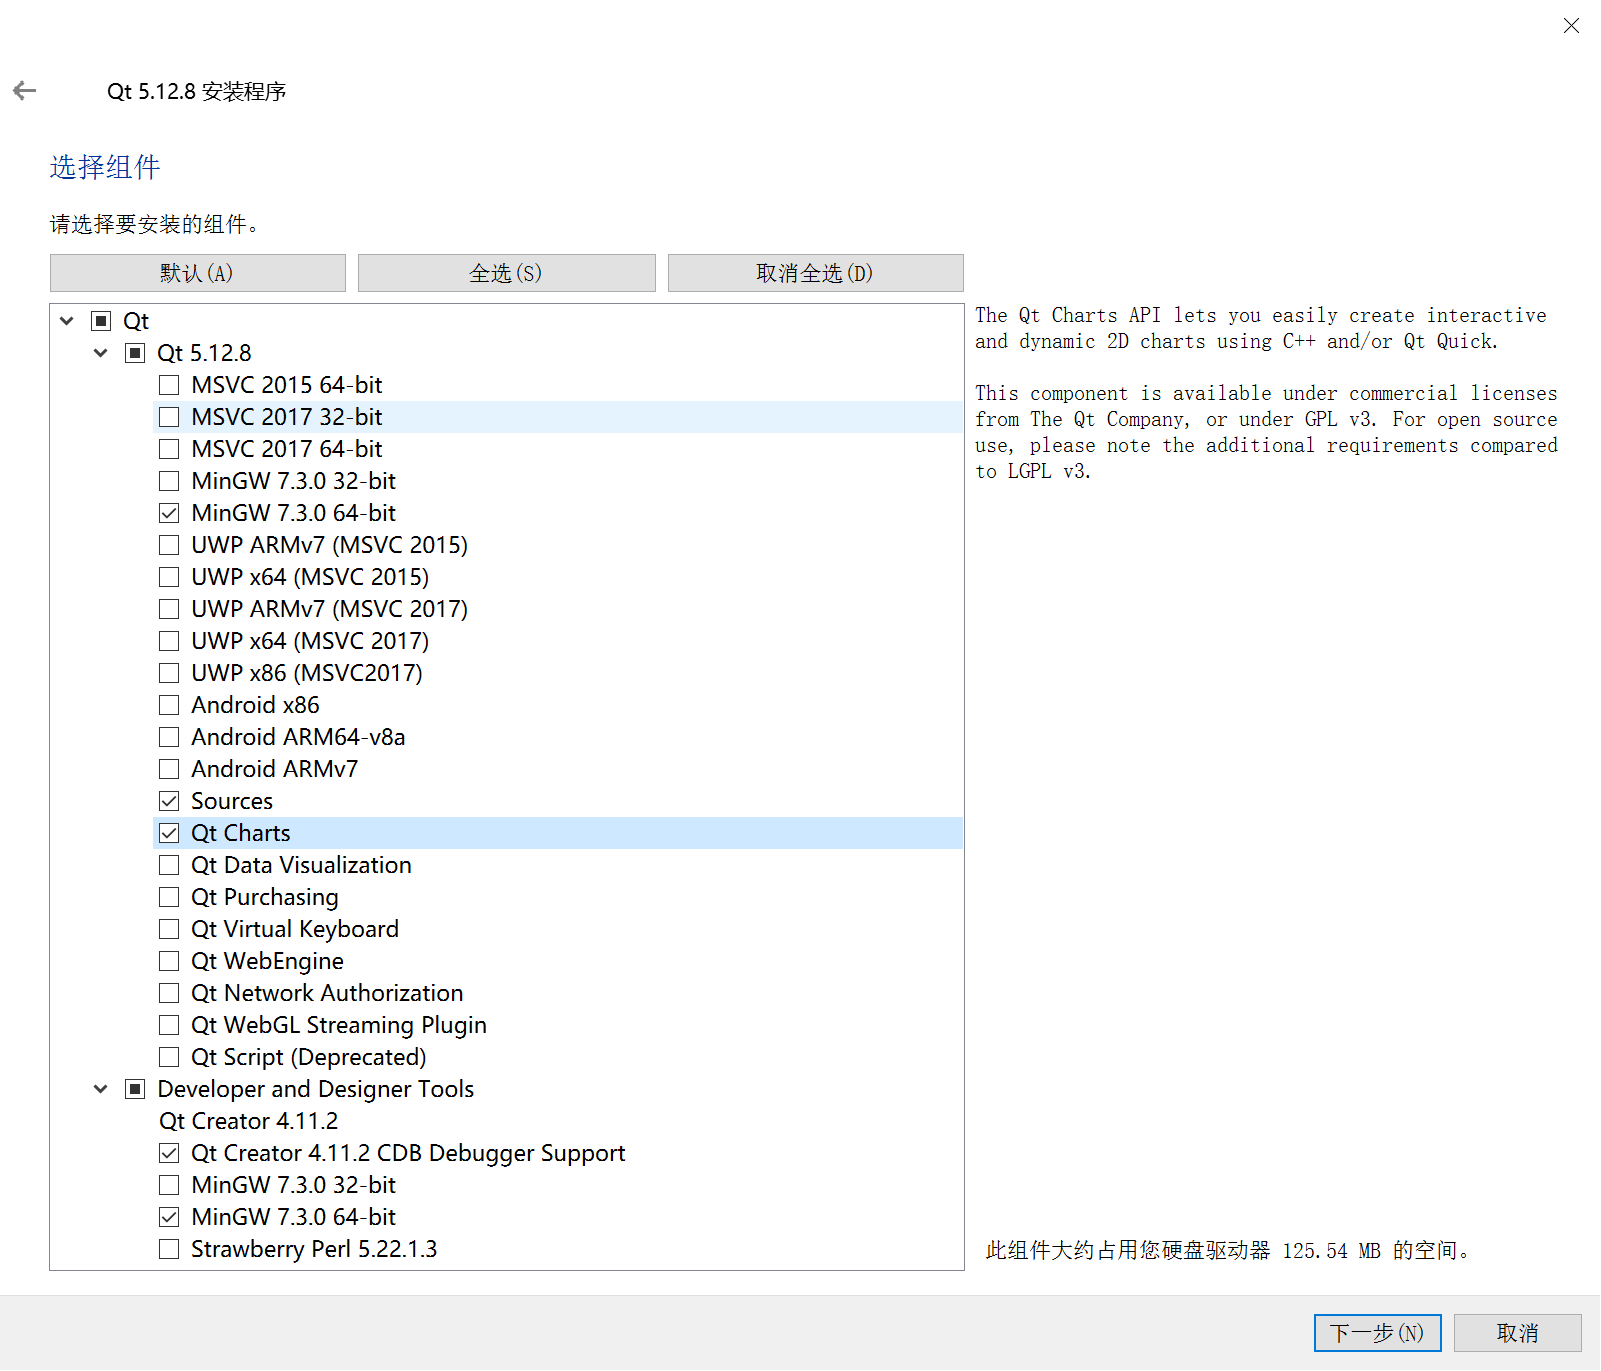 Qt 5.12.8 安装程序
选择组件
请选择要安装的组件。
默认(A)
全选(S)
取消全选(D)
Qt
Qt 5.12.8
MSVC 2015 64-bit
MSVC 2017 32-bit
MSVC 2017 64-bit
MinGW 7.3.0 32-bit
MinGW 7.3.0 64-bit
UWP ARMv7 (MSVC 2015)
UWP x64 (MSVC 2015)
UWP ARMv7 (MSVC 2017)
UWP x64 (MSVC 2017)
UWP x86 (MSVC2017)
Android x86
Android ARM64-v8a
Android ARMv7
Sources
Qt Charts
Qt Data Visualization
Qt Purchasing
Qt Virtual Keyboard
Qt WebEngine
Qt Network Authorization
Qt WebGL Streaming Plugin
Qt Script (Deprecated)
Developer and Designer Tools
Qt Creator 4.11.2
Qt Creator 4.11.2 CDB Debugger Support
MinGW 7.3.0 32-bit
MinGW 7.3.0 64-bit
Strawberry Perl 5.22.1.3
The Qt Charts API lets you easily create interactive
and dynamic 2D charts using C++ and/or Qt Quick.
This component is available under commercial licenses
from The Qt Company, or under GPL v3. For open source
use, please note the additional requirements compared
to LGPL v3.
此组件大约占用您硬盘驱动器 125.54 MB 的空间。
下一步(N)
取消